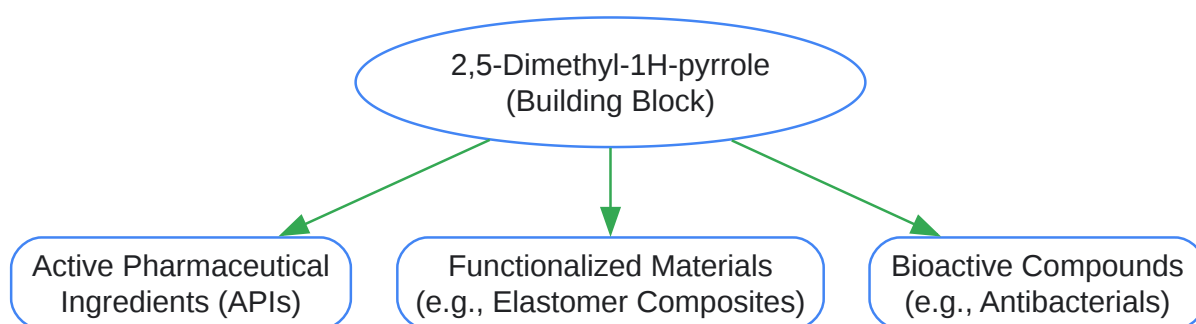 2,5-Dimethyl-1H-pyrrole
(Building Block)
Active Pharmaceutical
Ingredients (APIs)
Functionalized Materials
(e.g., Elastomer Composites)
Bioactive Compounds
(e.g., Antibacterials)